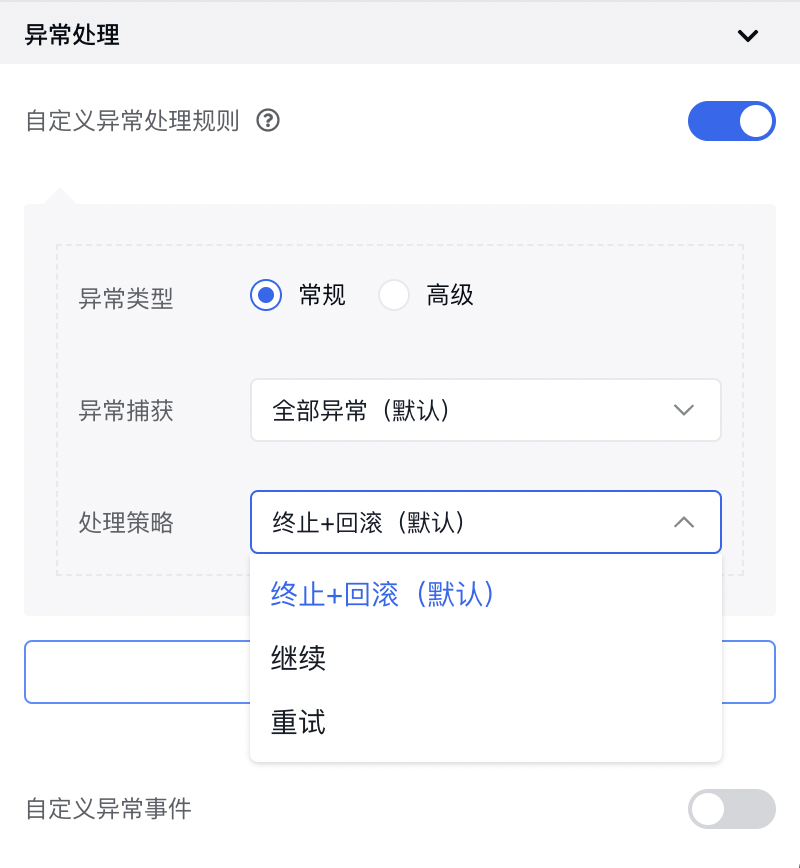 异常处理
自定义异常处理规则 ?
异常类型 常规 高级
异常捕获 全部异常（默认）
处理策略 终止+回滚（默认）
终止+回滚（默认）
继续
重试
自定义异常事件